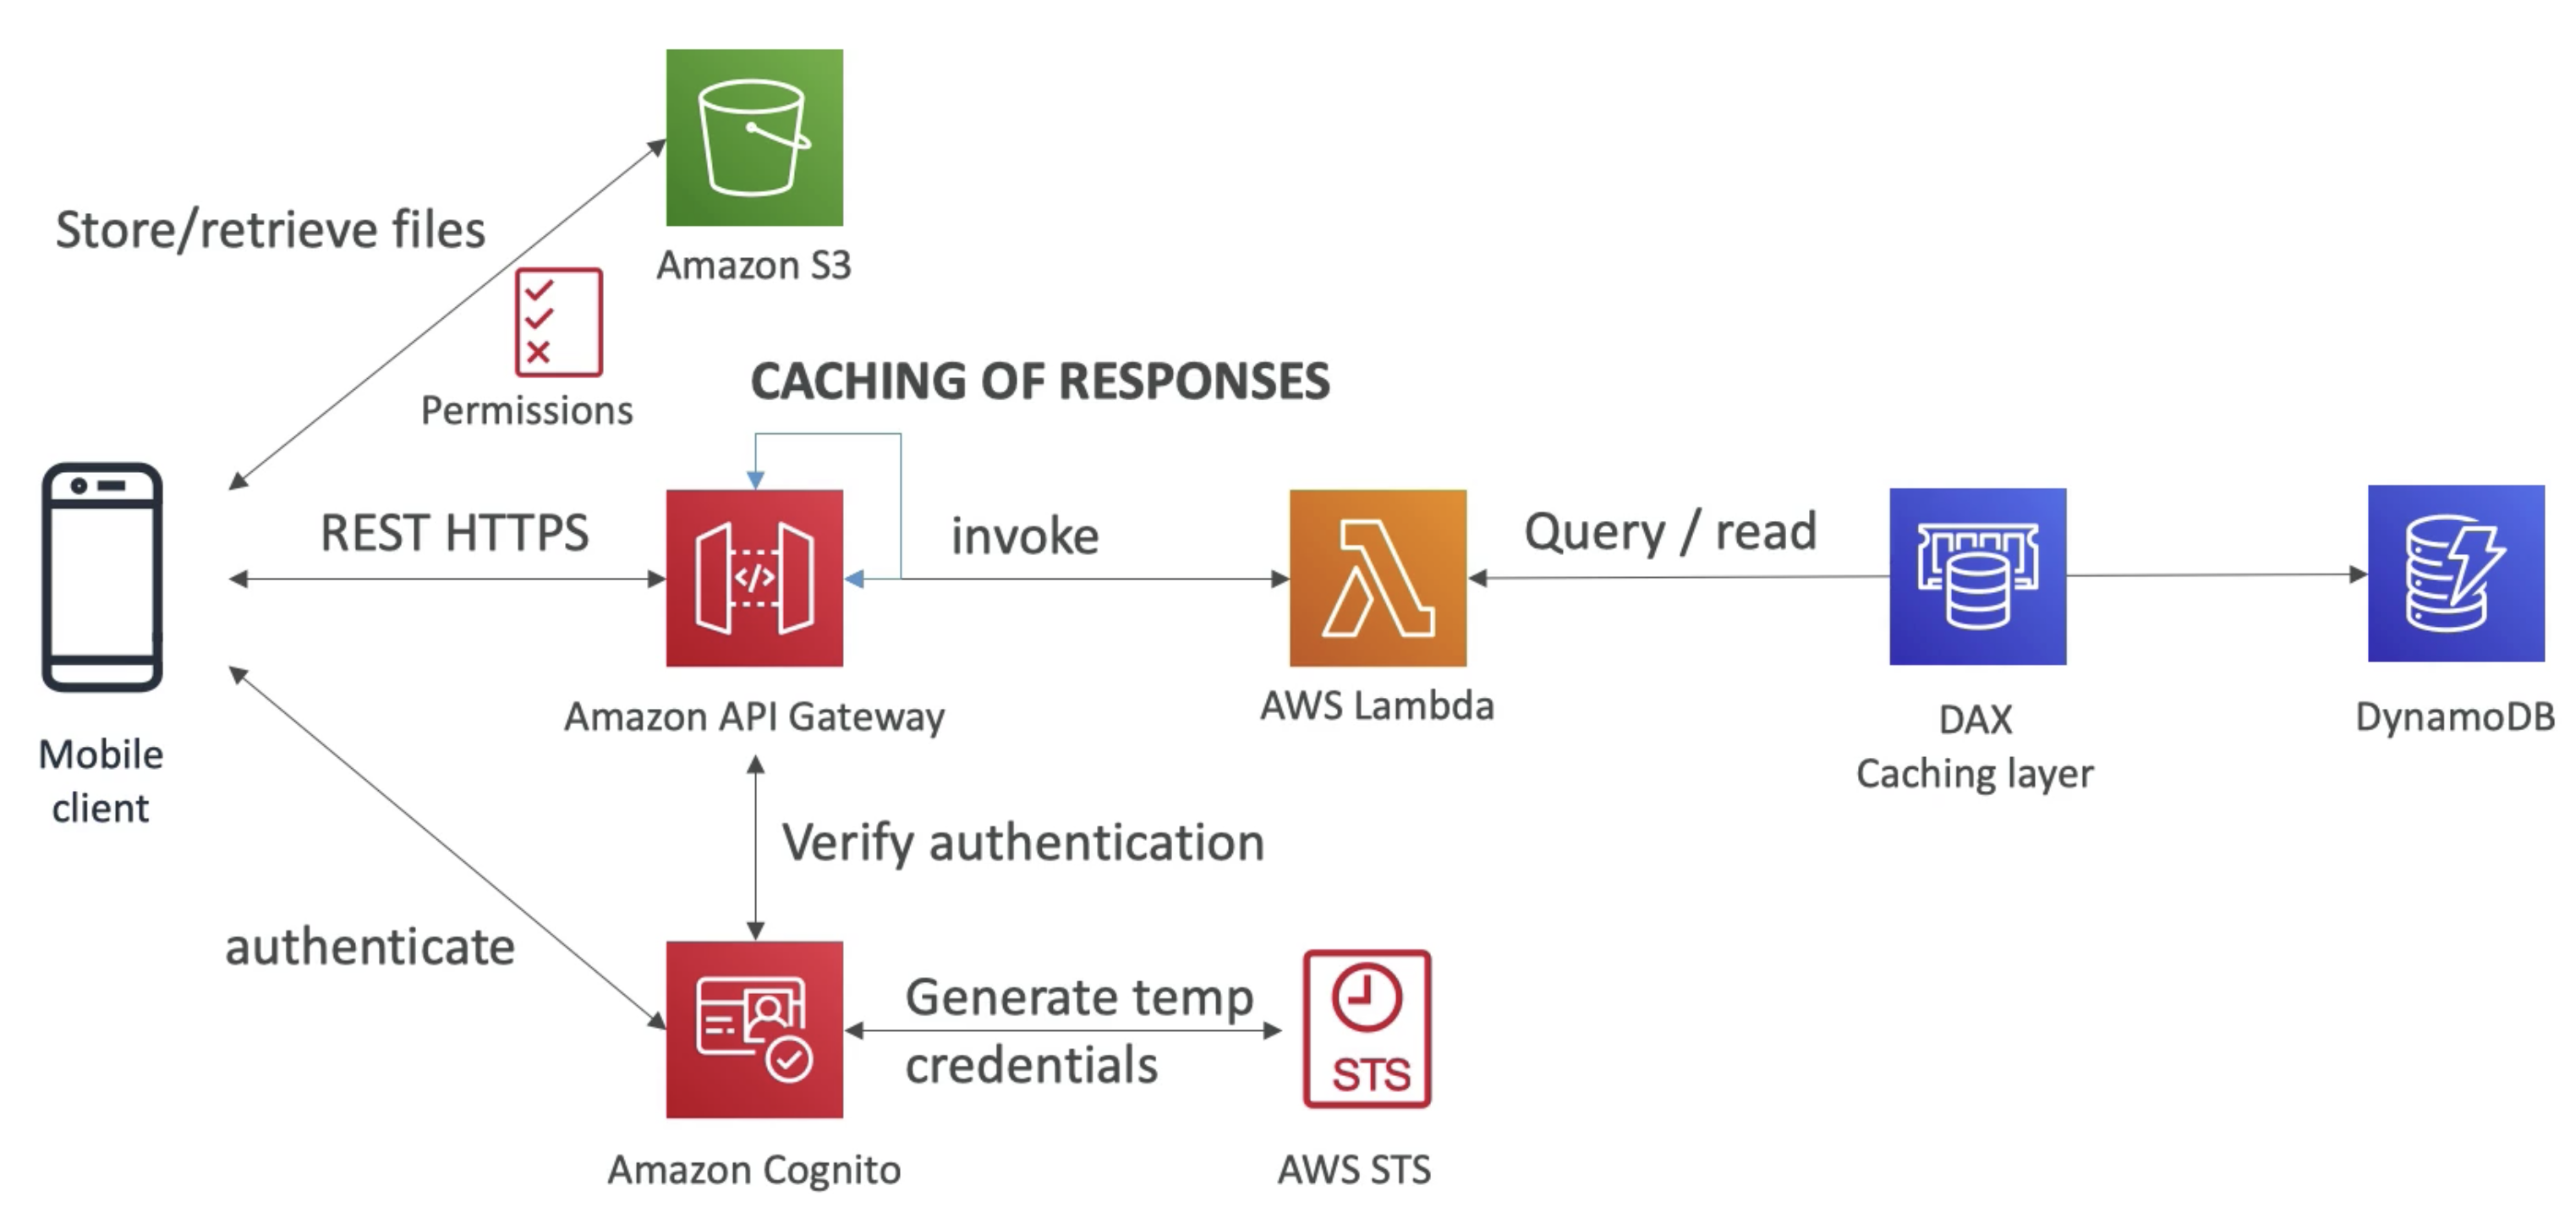 Store/retrieve files
Amazon S3
Permissions
CACHING OF RESPONSES
REST HTTPS
invoke
Query / read
Mobile
client
Amazon API Gateway
AWS Lambda
DAX
Caching layer
DynamoDB
Verify authentication
authenticate
Generate temp
credentials
STS
Amazon Cognito
AWS STS